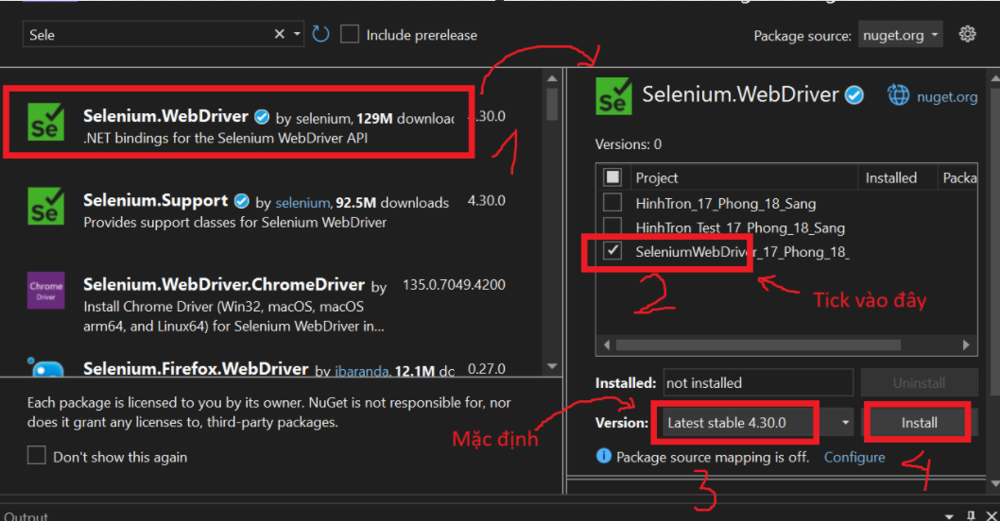 Sele
Include prerelease
Package source: nuget.org
Se
Selenium.WebDriver by selenium, 129M downloads 4.30.0
.NET bindings for the Selenium WebDriver API
1
Se
Selenium.Support by selenium, 92.5M downloads 4.30.0
Provides support classes for Selenium WebDriver
Chrome
Driver
Selenium.WebDriver.ChromeDriver by 135.0.7049.4200
Install Chrome Driver (Win32, macOS, macOS
arm64, and Linux64) for Selenium WebDriver in...
Selenium.Firefox.WebDriver by ibaranda, 12.1M dc 0.27.0
Each package is licensed to you by its owner. NuGet is not responsible for, nor
does it grant any licenses to, third-party packages.
Don't show this again
Se
Selenium.WebDriver nuget.org
Versions: 0
Project Installed Packa
HinhTron_17_Phong_18_Sang
HinhTron_Test_17_Phong_18_Sang
SeleniumWebDriver_17_Phong_18_
2
Tick vào đây
Installed: not installed Uninstall
Mặc định
Version: Latest stable 4.30.0 Install
Package source mapping is off. Configure
3
4
Output